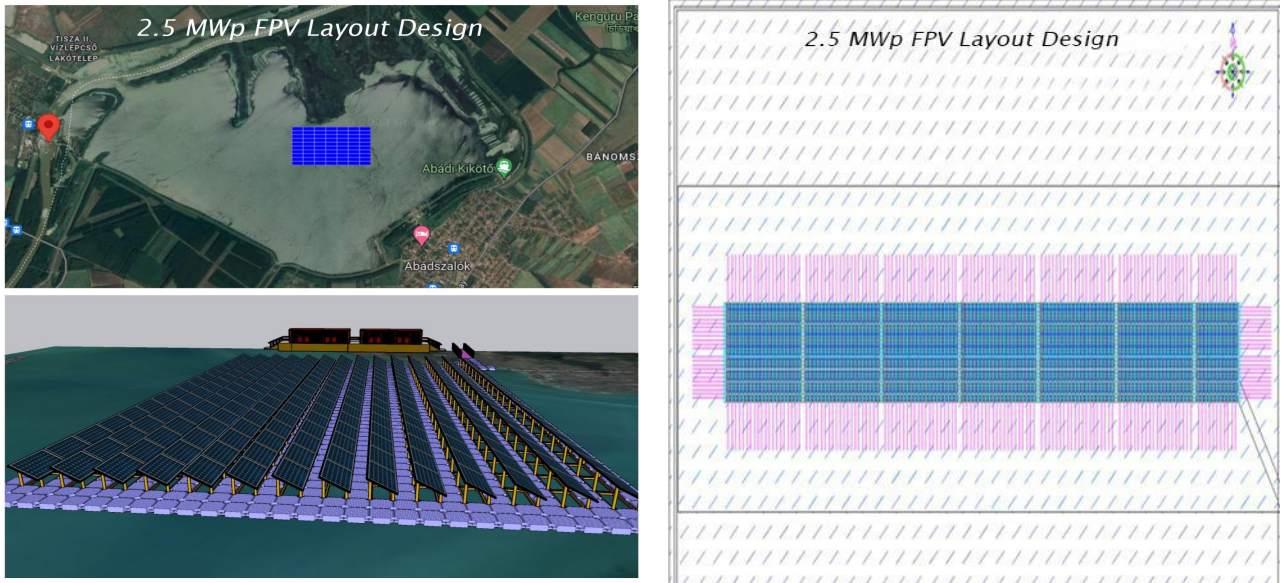 2.5 MWp FPV Layout Design
Kenguru Pa
TISZA II.
VÍZLÉPCSŐ
LAKÓTELEP
BÁNOMSZ
Abádi Kikötő
Abádszalók
2.5 MWp FPV Layout Design